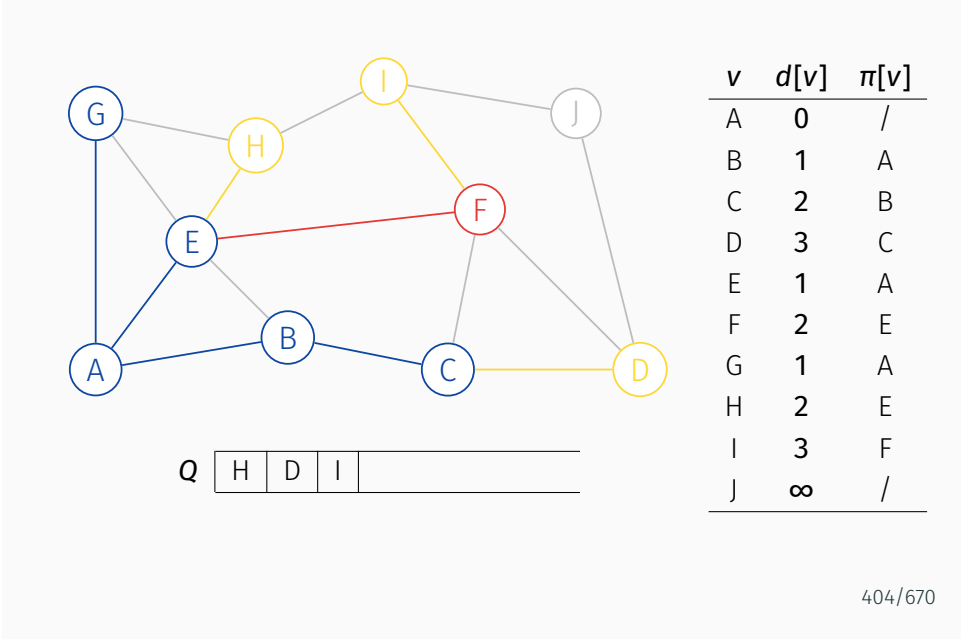 G
H
I
J
E
F
A
B
C
D
Q H D I
v d[v] π[v]
A 0 /
B 1 A
C 2 B
D 3 C
E 1 A
F 2 E
G 1 A
H 2 E
I 3 F
J ∞ /
404/670